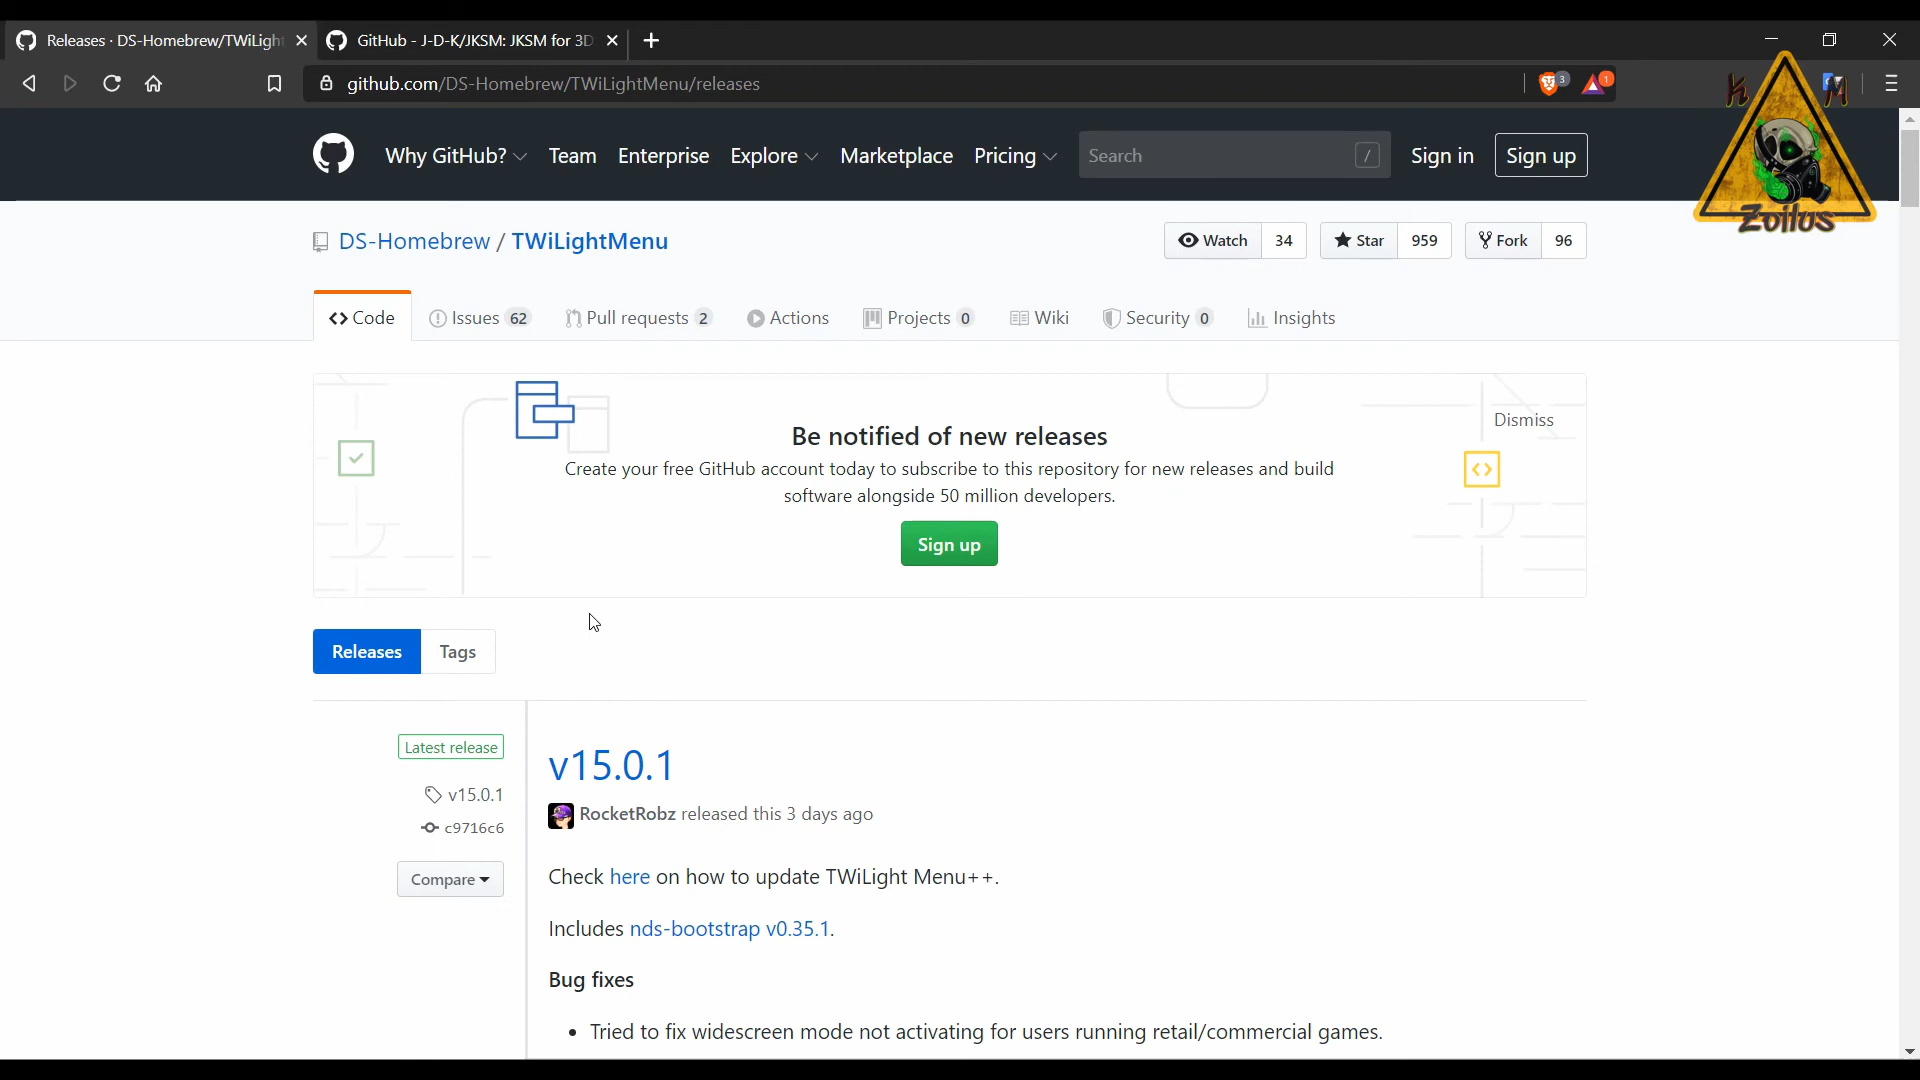 Releases · DS-Homebrew/TWiLigh
GitHub - J-D-K/JKSM: JKSM for 3D
github.com/DS-Homebrew/TWiLightMenu/releases
3
1
K M
Zoilus
Why GitHub?
Team
Enterprise
Explore
Marketplace
Pricing
Search
/
Sign in
Sign up
DS-Homebrew / TWiLightMenu
Watch 34
Star 959
Fork 96
Code
Issues 62
Pull requests 2
Actions
Projects 0
Wiki
Security 0
Insights
Dismiss
Be notified of new releases
Create your free GitHub account today to subscribe to this repository for new releases and build
software alongside 50 million developers.
Sign up
Releases
Tags
Latest release
v15.0.1
c9716c6
Compare
v15.0.1
RocketRobz released this 3 days ago
Check here on how to update TWiLight Menu++.
Includes nds-bootstrap v0.35.1.
Bug fixes
• Tried to fix widescreen mode not activating for users running retail/commercial games.